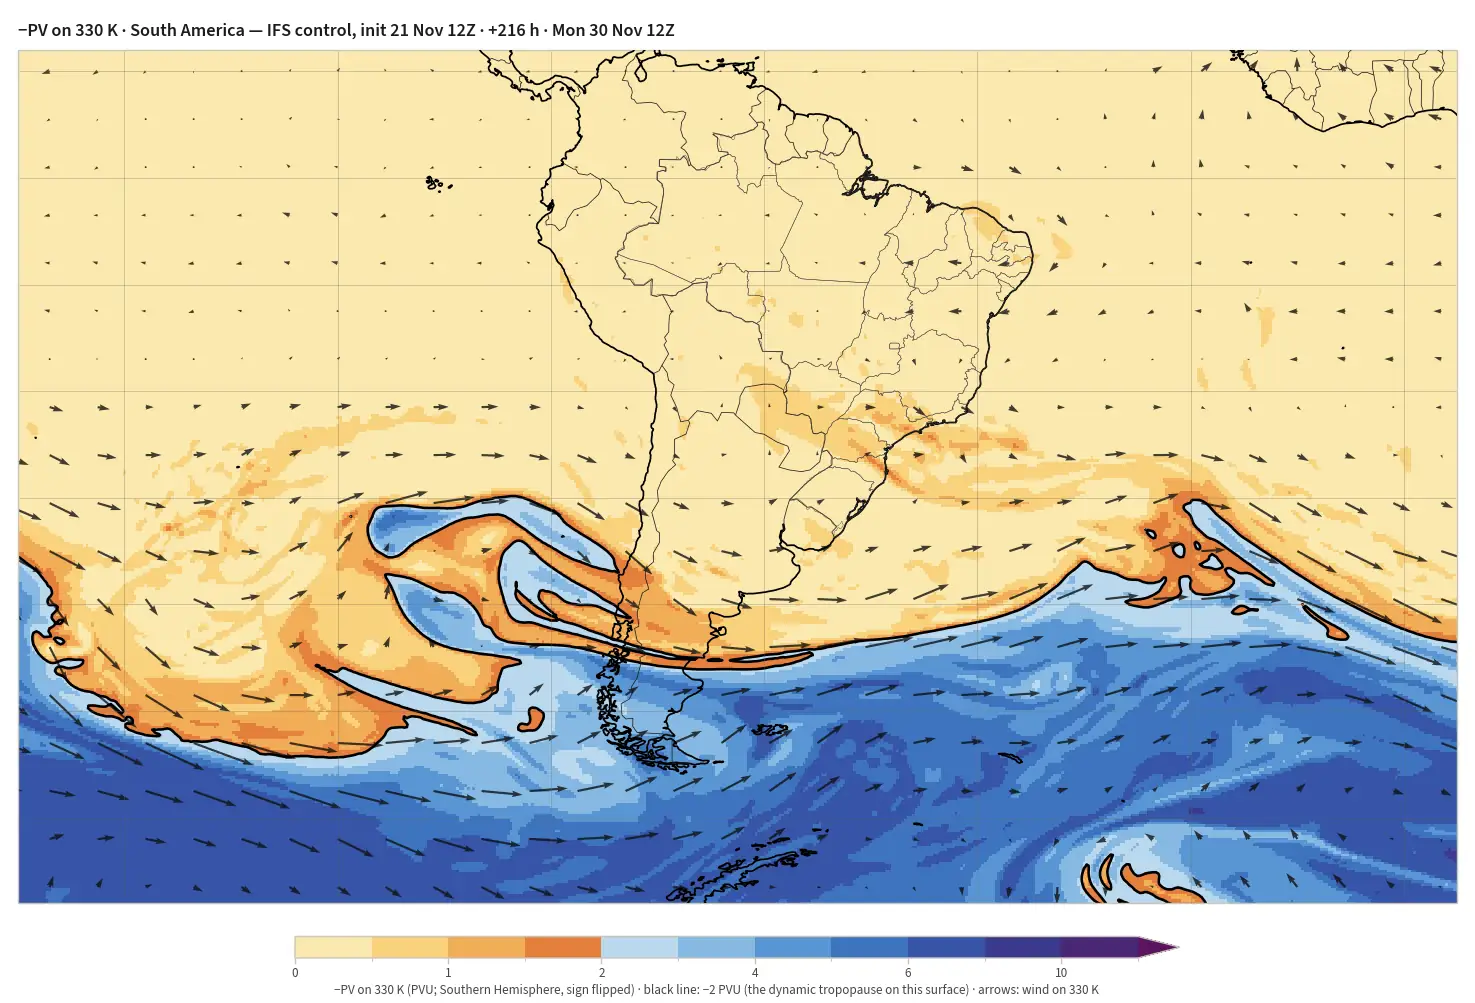 −PV on 330 K · South America — IFS control, init 21 Nov 12Z · +216 h · Mon 30 Nov 12Z
0 1 2 4 6 10
−PV on 330 K (PVU; Southern Hemisphere, sign flipped) · black line: −2 PVU (the dynamic tropopause on this surface) · arrows: wind on 330 K